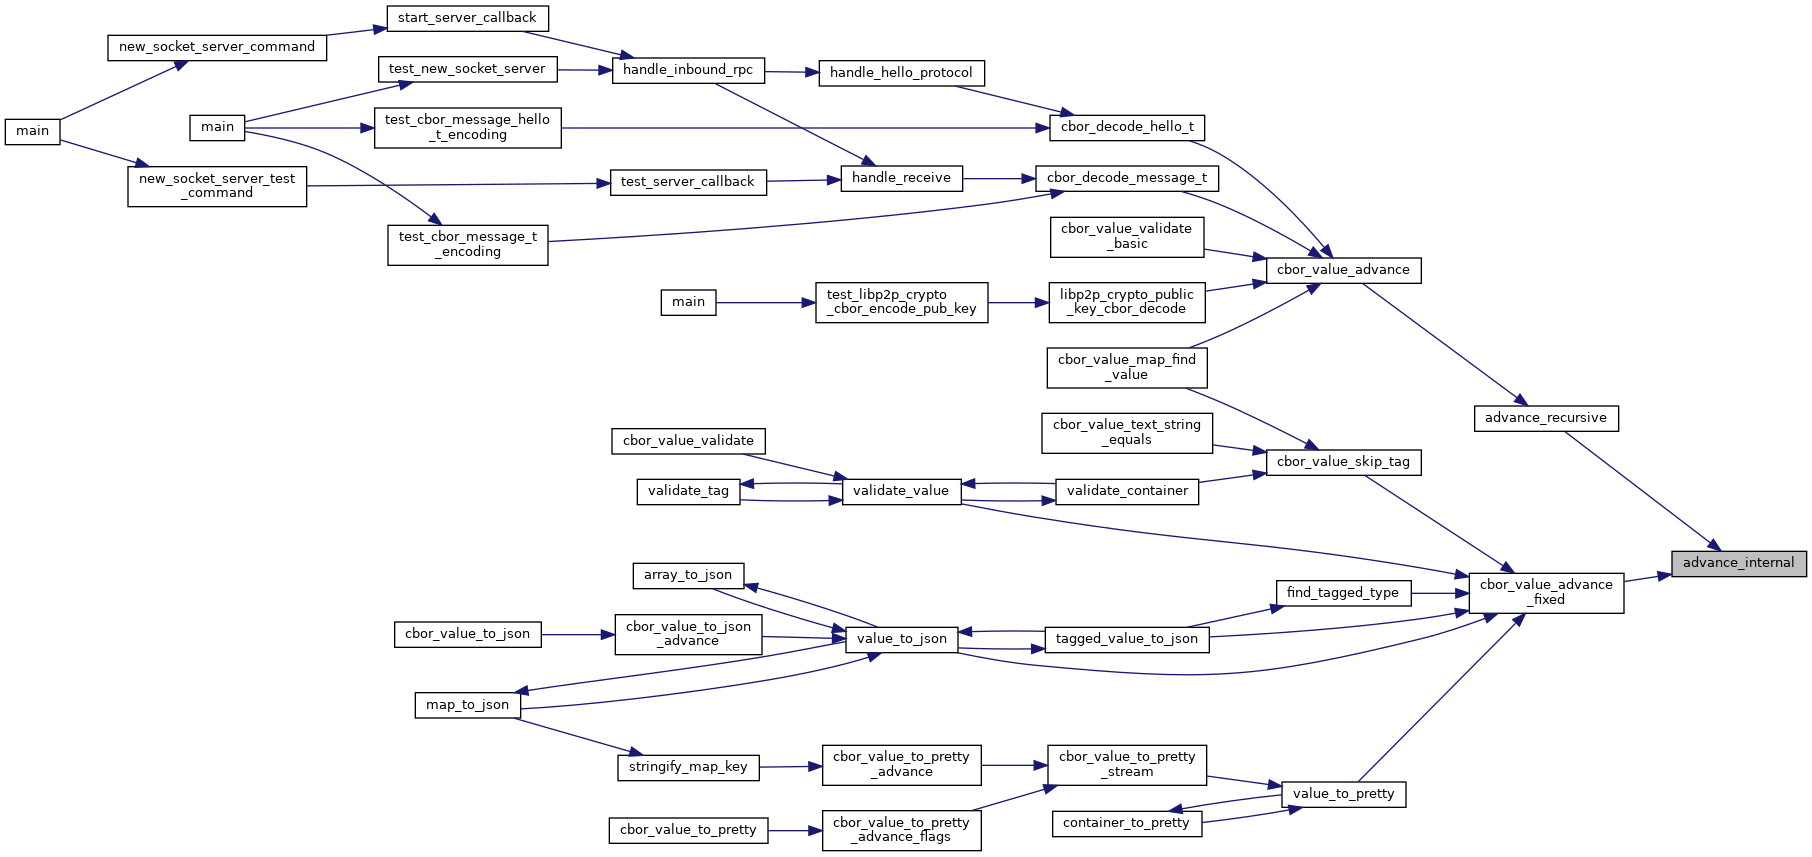 start_server_callback
new_socket_server_command
test_new_socket_server
handle_inbound_rpc
handle_hello_protocol
main
main
test_cbor_message_hello
_t_encoding
cbor_decode_hello_t
new_socket_server_test
_command
test_server_callback
handle_receive
cbor_decode_message_t
test_cbor_message_t
_encoding
cbor_value_validate
_basic
cbor_value_advance
main
test_libp2p_crypto
_cbor_encode_pub_key
libp2p_crypto_public
_key_cbor_decode
cbor_value_map_find
_value
advance_recursive
cbor_value_text_string
_equals
cbor_value_validate
cbor_value_skip_tag
validate_tag
validate_value
validate_container
advance_internal
array_to_json
find_tagged_type
cbor_value_advance
_fixed
cbor_value_to_json
cbor_value_to_json
_advance
value_to_json
tagged_value_to_json
map_to_json
stringify_map_key
cbor_value_to_pretty
_advance
cbor_value_to_pretty
_stream
value_to_pretty
cbor_value_to_pretty
cbor_value_to_pretty
_advance_flags
container_to_pretty